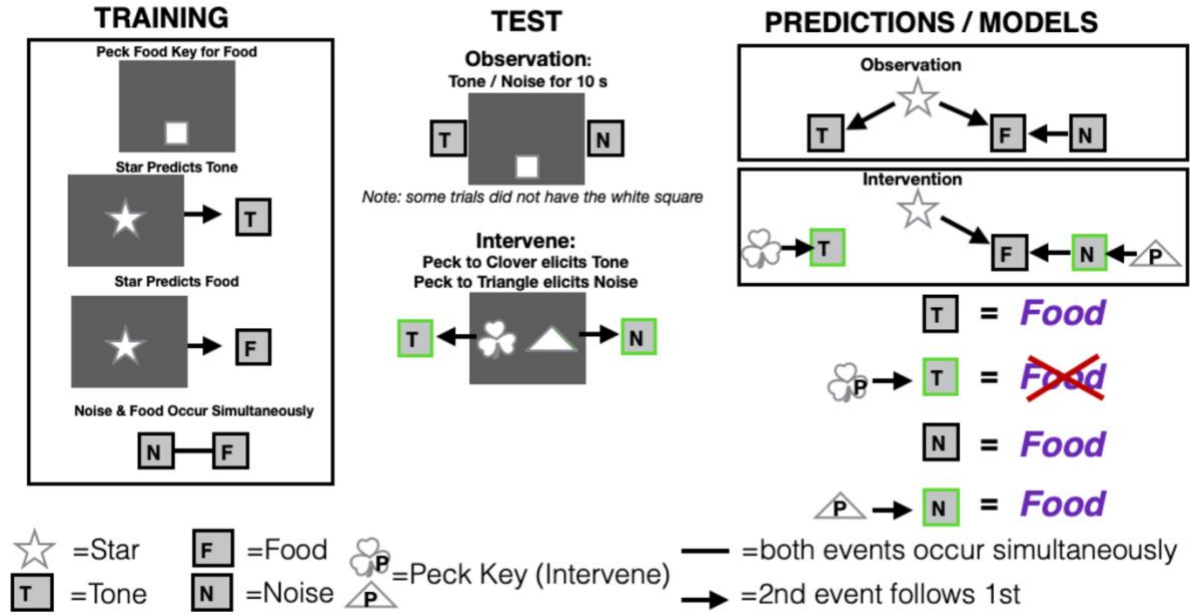 TRAINING
Peck Food Key for Food
Star Predicts Tone
T
Star Predicts Food
F
Noise & Food Occur Simultaneously
N F
TEST
Observation:
Tone / Noise for 10 s
T N
Note: some trials did not have the white square
Intervene:
Peck to Clover elicits Tone
Peck to Triangle elicits Noise
T N
PREDICTIONS / MODELS
Observation
T F N
Intervention
T F N P
T = Food
P T = Food
N = Food
P N = Food
=Star F =Food P
T =Tone N =Noise P =Peck Key (Intervene)
=both events occur simultaneously
=2nd event follows 1st